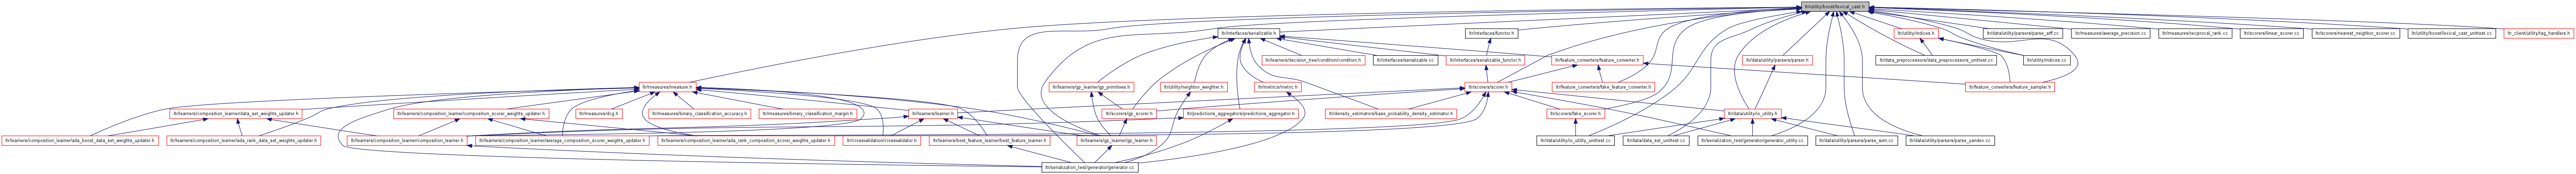 ltr/utility/boost/lexical_cast.h
ltr/interfaces/serializable.h
ltr/interfaces/functor.h
ltr/utility/indices.h
ltr/data/utility/parsers/parse_arff.cc
ltr/measures/average_precision.cc
ltr/measures/reciprocal_rank.cc
ltr/scorers/linear_scorer.cc
ltr/scorers/nearest_neighbor_scorer.cc
ltr/utility/boost/lexical_cast_unittest.cc
ltr_client/utility/tag_handlers.h
ltr/learners/decision_tree/condition/condition.h
ltr/interfaces/serializable.cc
ltr/interfaces/serializable_functor.h
ltr/feature_converters/feature_converter.h
ltr/data/utility/parsers/parser.h
ltr/data_preprocessors/data_preprocessors_unittest.cc
ltr/utility/indices.cc
ltr/measures/measure.h
ltr/learners/gp_learner/gp_primitives.h
ltr/utility/neighbor_weighter.h
ltr/metrics/metric.h
ltr/scorers/scorer.h
ltr/feature_converters/fake_feature_converter.h
ltr/feature_converters/feature_sampler.h
ltr/learners/composition_learner/data_set_weights_updater.h
ltr/learners/composition_learner/composition_scorer_weights_updater.h
ltr/measures/dcg.h
ltr/measures/binary_classification_accuracy.h
ltr/measures/binary_classification_margin.h
ltr/learners/learner.h
ltr/scorers/gp_scorer.h
ltr/predictions_aggregators/predictions_aggregator.h
ltr/density_estimators/base_probability_density_estimator.h
ltr/scorers/fake_scorer.h
ltr/data/utility/io_utility.h
ltr/learners/composition_learner/ada_boost_data_set_weights_updater.h
ltr/learners/composition_learner/ada_rank_data_set_weights_updater.h
ltr/learners/composition_learner/composition_learner.h
ltr/learners/composition_learner/average_composition_scorer_weights_updater.h
ltr/learners/composition_learner/ada_rank_composition_scorer_weights_updater.h
ltr/crossvalidation/crossvalidator.h
ltr/learners/best_feature_learner/best_feature_learner.h
ltr/learners/gp_learner/gp_learner.h
ltr/data/utility/io_utility_unittest.cc
ltr/data/data_set_unittest.cc
ltr/serialization_test/generator/generator_utility.cc
ltr/data/utility/parsers/parse_svm.cc
ltr/data/utility/parsers/parse_yandex.cc
ltr/serialization_test/generator/generator.cc